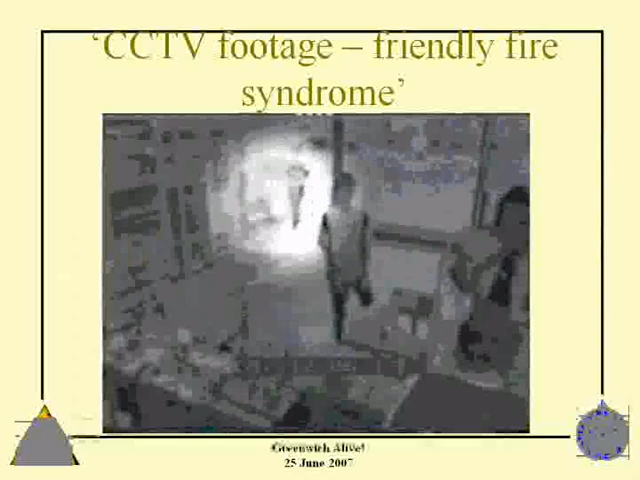 ‘CCTV footage – friendly fire
syndrome’
Greenwich Alive!
25 June 2007